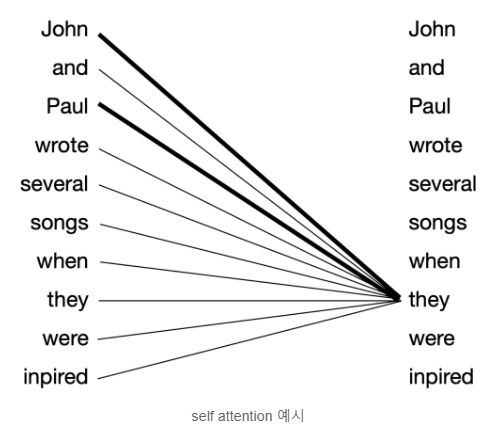 John John
and and
Paul Paul
wrote wrote
several several
songs songs
when when
they they
were were
inpired inpired
self attention 예시